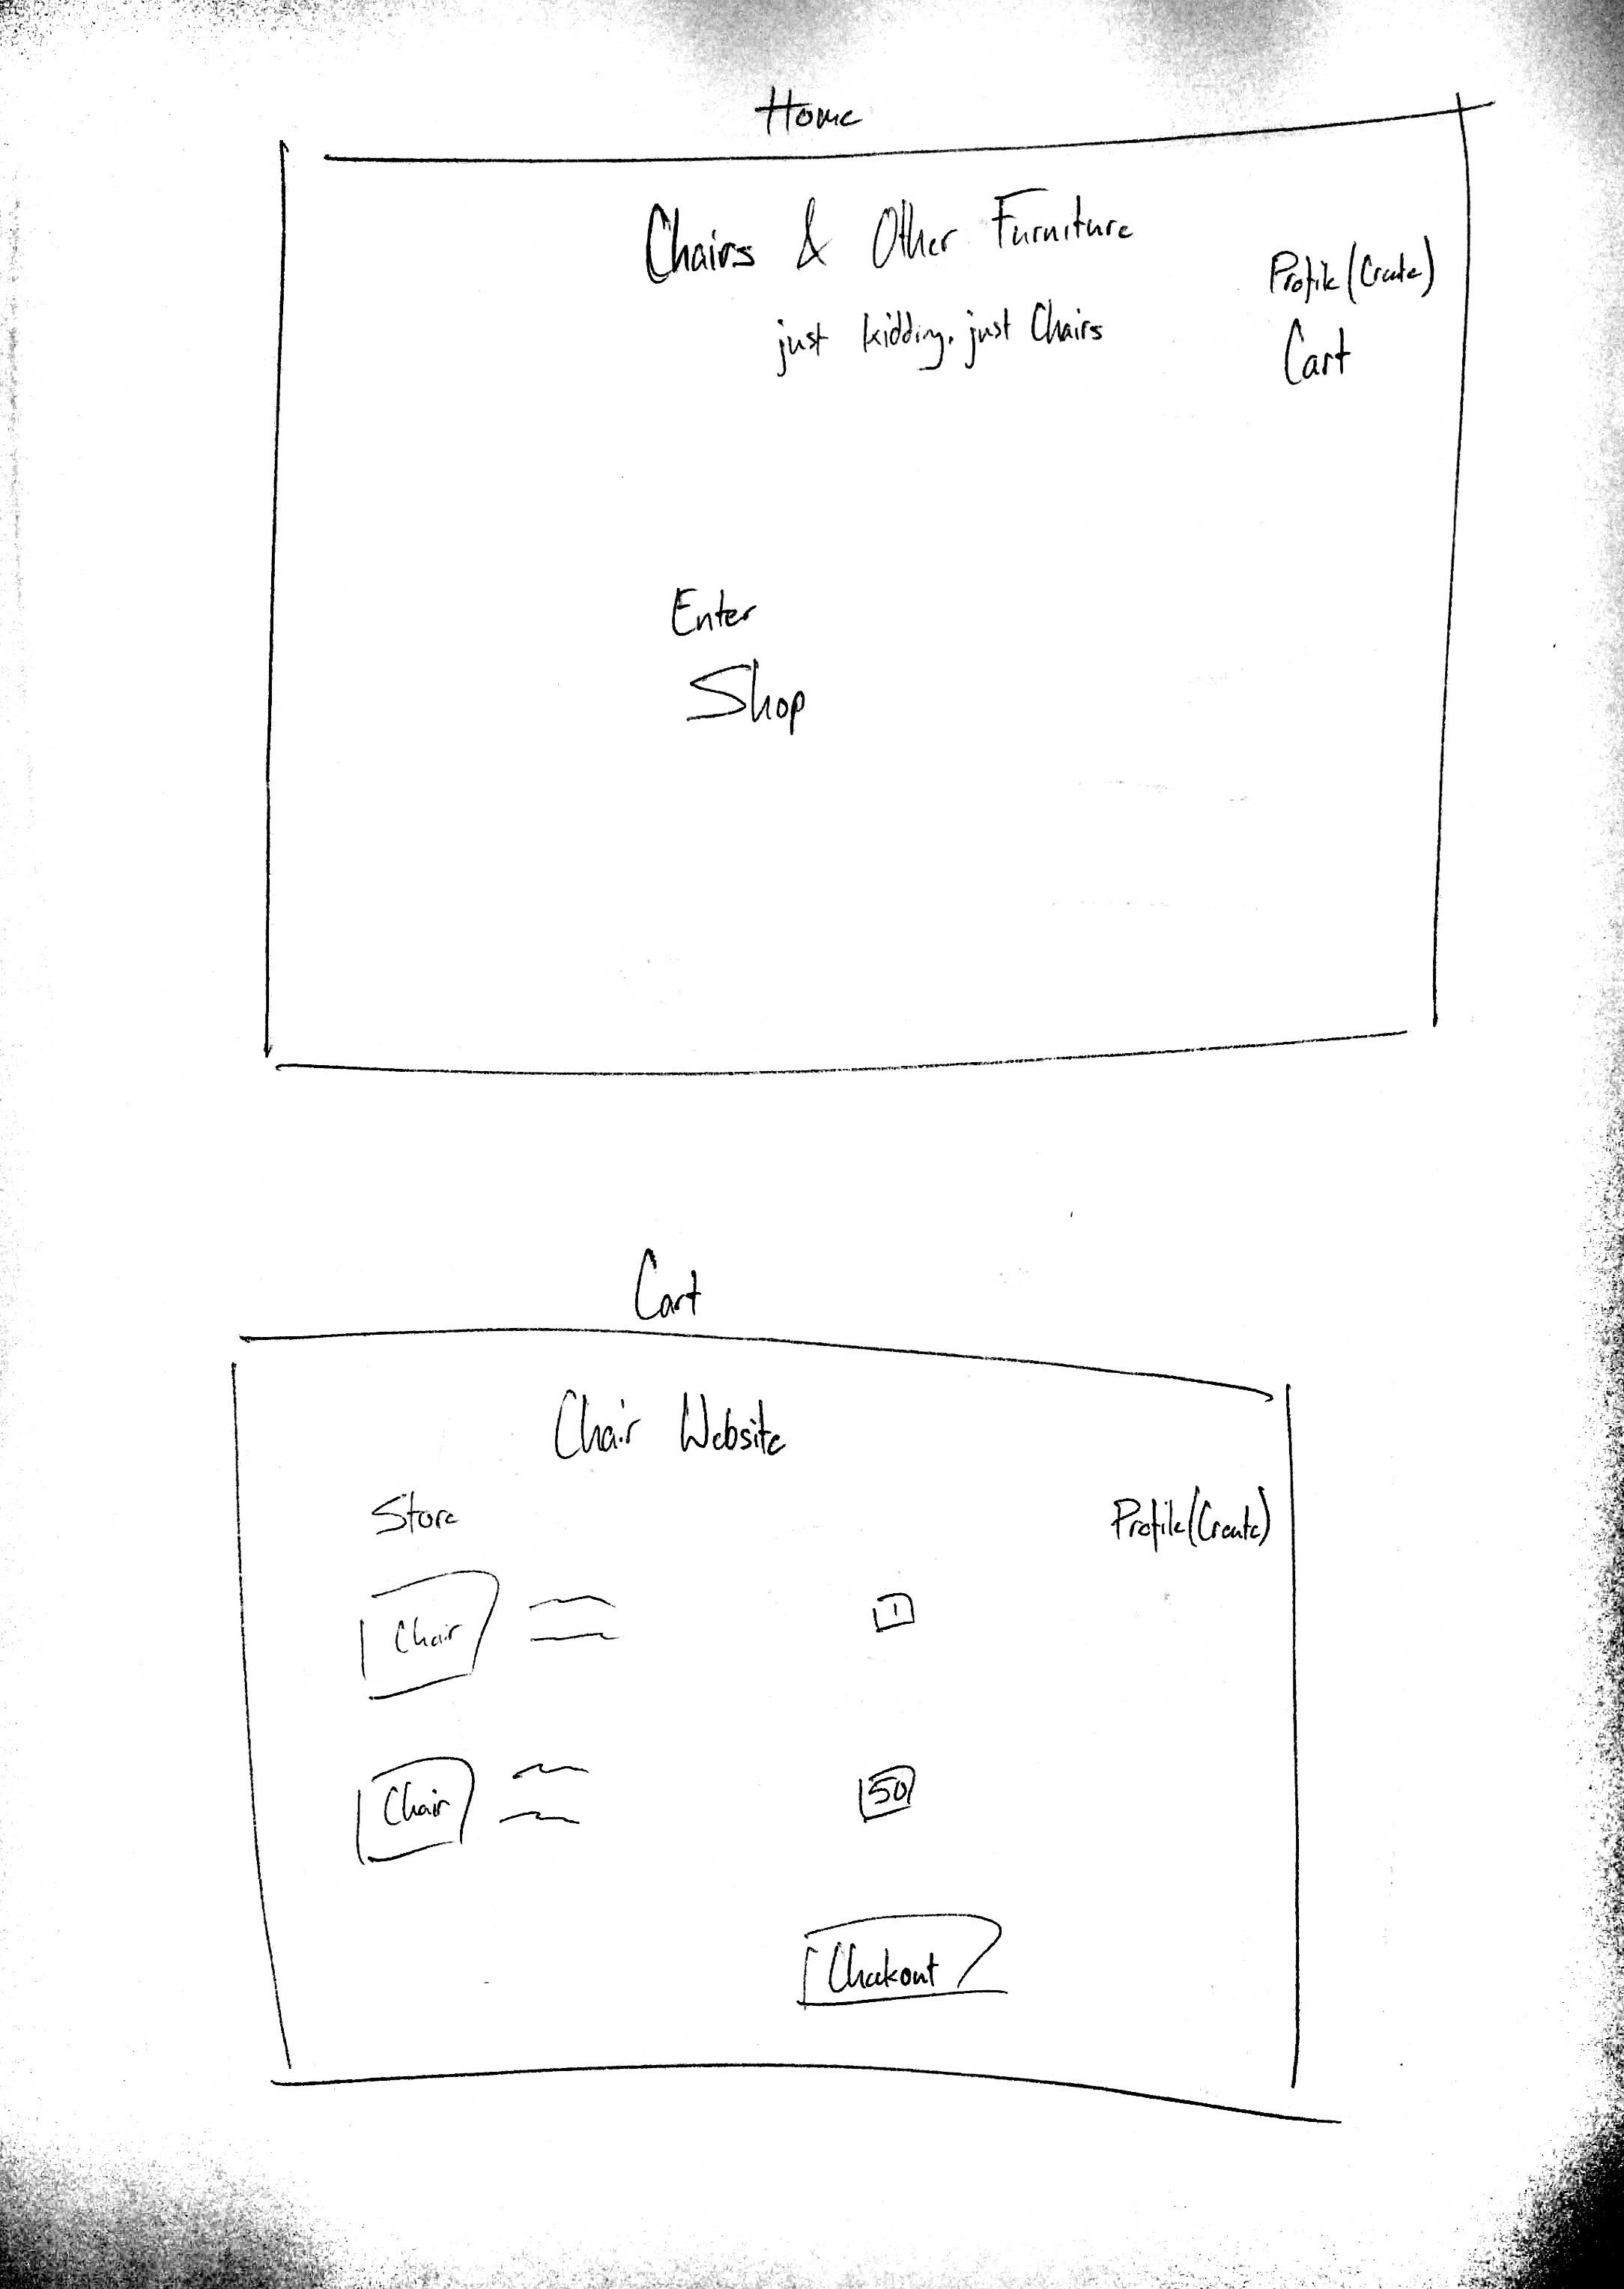 Home
Chairs & Other Furniture
Profile (Create)
just kidding, just Chairs
Cart
Enter
Shop
Cart
Chair Website
Store
Profile (Create)
Chair
1
Chair
50
Checkout